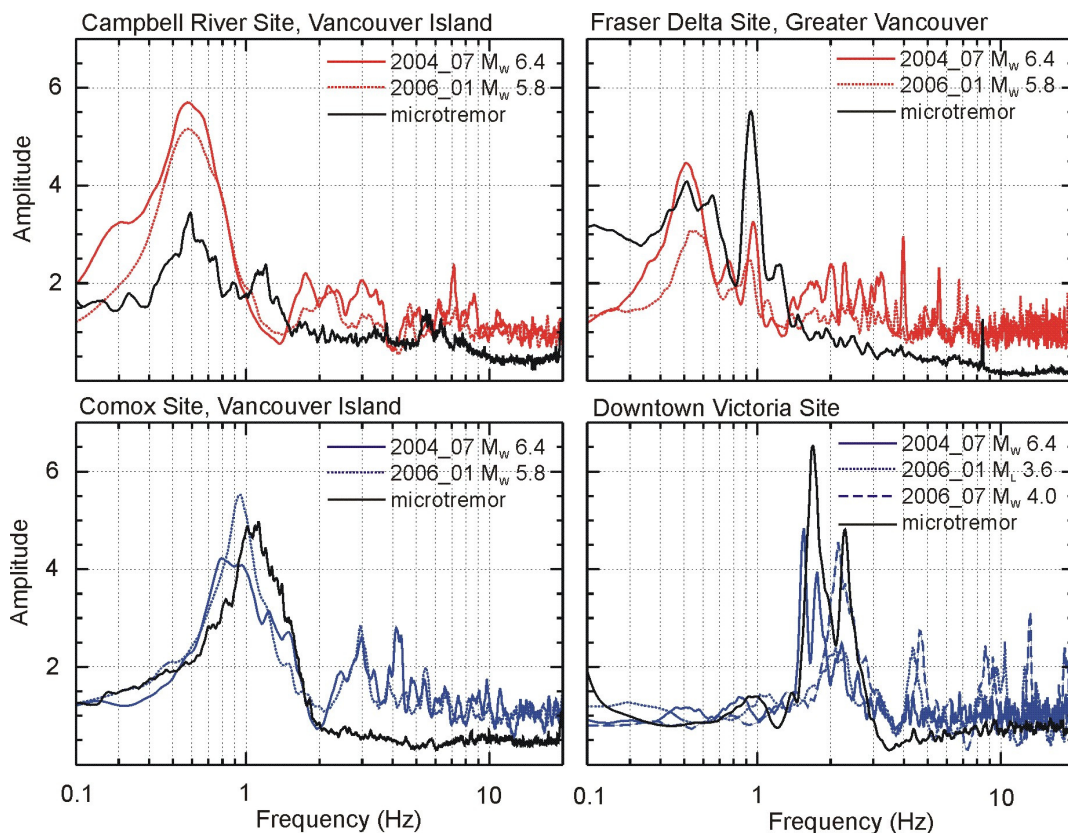 Campbell River Site, Vancouver Island
Fraser Delta Site, Greater Vancouver
2004_07 Mw 6.4
2006_01 Mw 5.8
microtremor
2004_07 Mw 6.4
2006_01 Mw 5.8
microtremor
Amplitude
6
4
2
Comox Site, Vancouver Island
Downtown Victoria Site
2004_07 Mw 6.4
2006_01 Mw 5.8
microtremor
2004_07 Mw 6.4
2006_01 ML 3.6
2006_07 Mw 4.0
microtremor
Amplitude
6
4
2
0.1
1
10
0.1
1
10
Frequency (Hz)
Frequency (Hz)